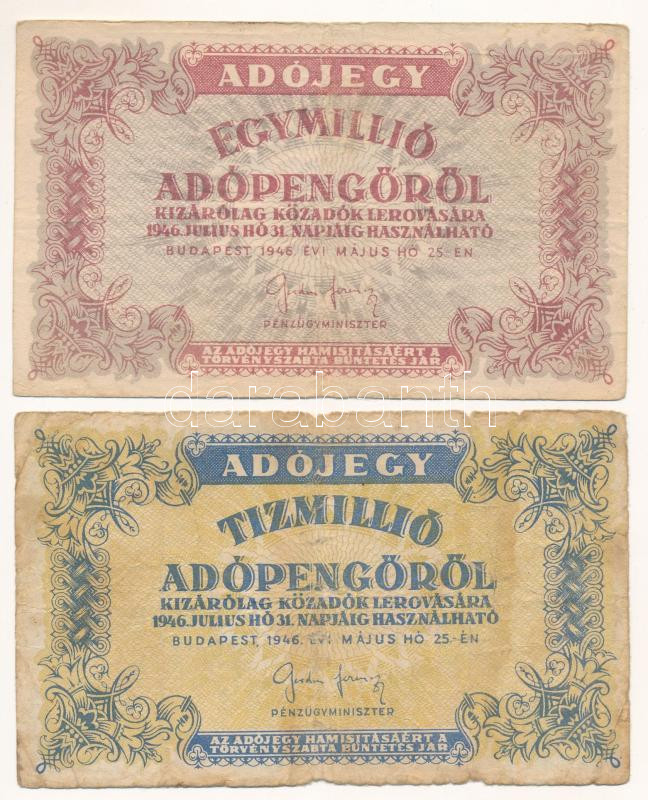 ADÓJEGY
EGYMILLIÓ
ADÓPENGŐRŐL
KIZÁRÓLAG KÖZADÓK LEROVÁSÁRA
1946. JULIUS HÓ 31. NAPJÁIG HASZNÁLHATÓ
BUDAPEST, 1946. ÉVI MÁJUS HÓ 25.-ÉN
PÉNZÜGYMINISZTER
AZ ADÓJEGY HAMISITÁSÁÉRT A
TÖRVÉNYSZABTA BÜNTETÉS JÁR
darabanth
ADÓJEGY
TIZMILLIÓ
ADÓPENGŐRŐL
KIZÁRÓLAG KÖZADÓK LEROVÁSÁRA
1946. JULIUS HÓ 31. NAPJÁIG HASZNÁLHATÓ
BUDAPEST, 1946. ÉVI MÁJUS HÓ 25.-ÉN
PÉNZÜGYMINISZTER
AZ ADÓJEGY HAMISITÁSÁÉRT A
TÖRVÉNYSZABTA BÜNTETÉS JÁR